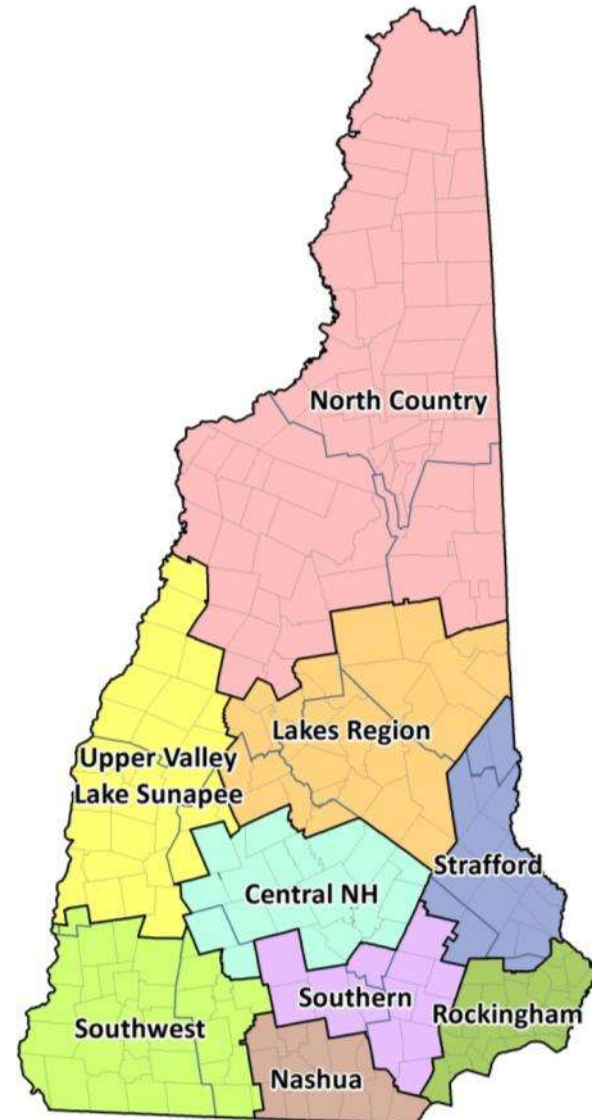 North Country
Lakes Region
Upper Valley
Lake Sunapee
Strafford
Central NH
Southern
Rockingham
Southwest
Nashua